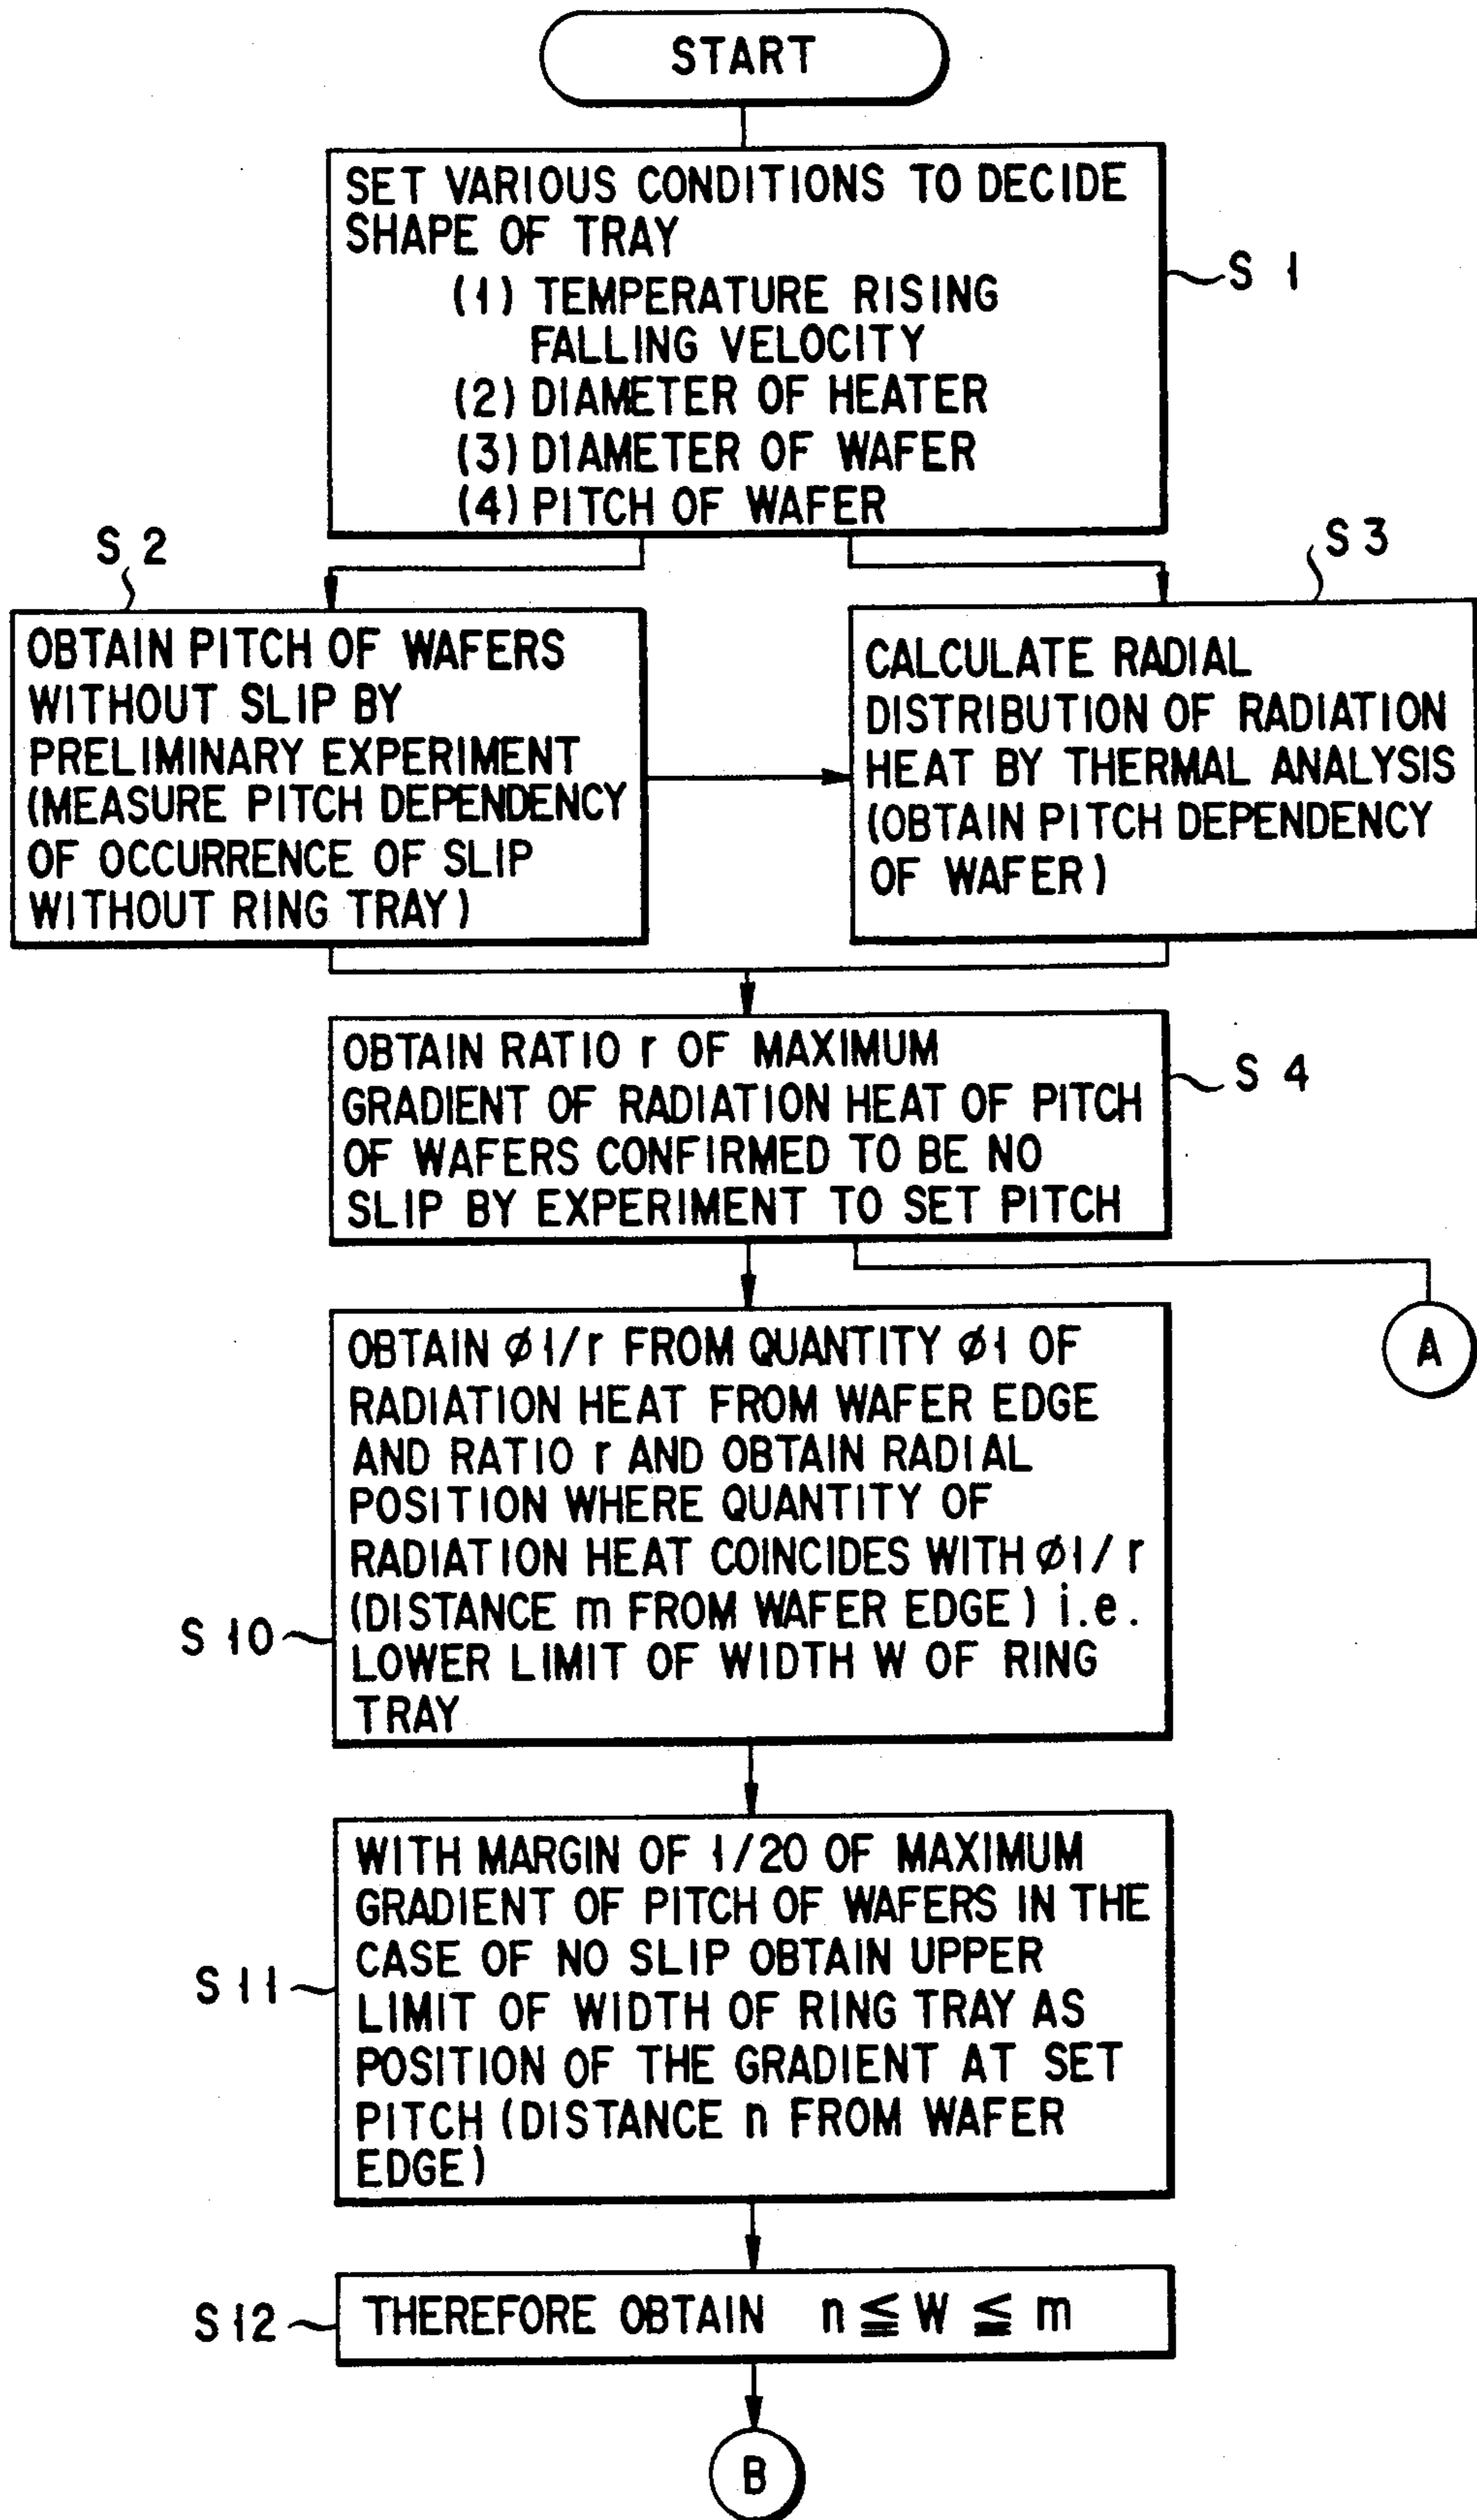 START
SET VARIOUS CONDITIONS TO DECIDE
SHAPE OF TRAY
(1) TEMPERATURE RISING
FALLING VELOCITY
(2) DIAMETER OF HEATER
(3) DIAMETER OF WAFER
(4) PITCH OF WAFER
S 1
S 2
OBTAIN PITCH OF WAFERS
WITHOUT SLIP BY
PRELIMINARY EXPERIMENT
(MEASURE PITCH DEPENDENCY
OF OCCURRENCE OF SLIP
WITHOUT RING TRAY)
S 3
CALCULATE RADIAL
DISTRIBUTION OF RADIATION
HEAT BY THERMAL ANALYSIS
(OBTAIN PITCH DEPENDENCY
OF WAFER)
OBTAIN RATIO r OF MAXIMUM
GRADIENT OF RADIATION HEAT OF PITCH
OF WAFERS CONFIRMED TO BE NO
SLIP BY EXPERIMENT TO SET PITCH
S 4
A
OBTAIN ø1/r FROM QUANTITY ø1 OF
RADIATION HEAT FROM WAFER EDGE
AND RATIO r AND OBTAIN RADIAL
POSITION WHERE QUANTITY OF
RADIATION HEAT COINCIDES WITH ø1/r
(DISTANCE m FROM WAFER EDGE) i.e.
LOWER LIMIT OF WIDTH W OF RING
TRAY
S 10
WITH MARGIN OF 1/20 OF MAXIMUM
GRADIENT OF PITCH OF WAFERS IN THE
CASE OF NO SLIP OBTAIN UPPER
LIMIT OF WIDTH OF RING TRAY AS
POSITION OF THE GRADIENT AT SET
PITCH (DISTANCE n FROM WAFER
EDGE)
S 11
S 12
THEREFORE OBTAIN n ≦ W ≦ m
B